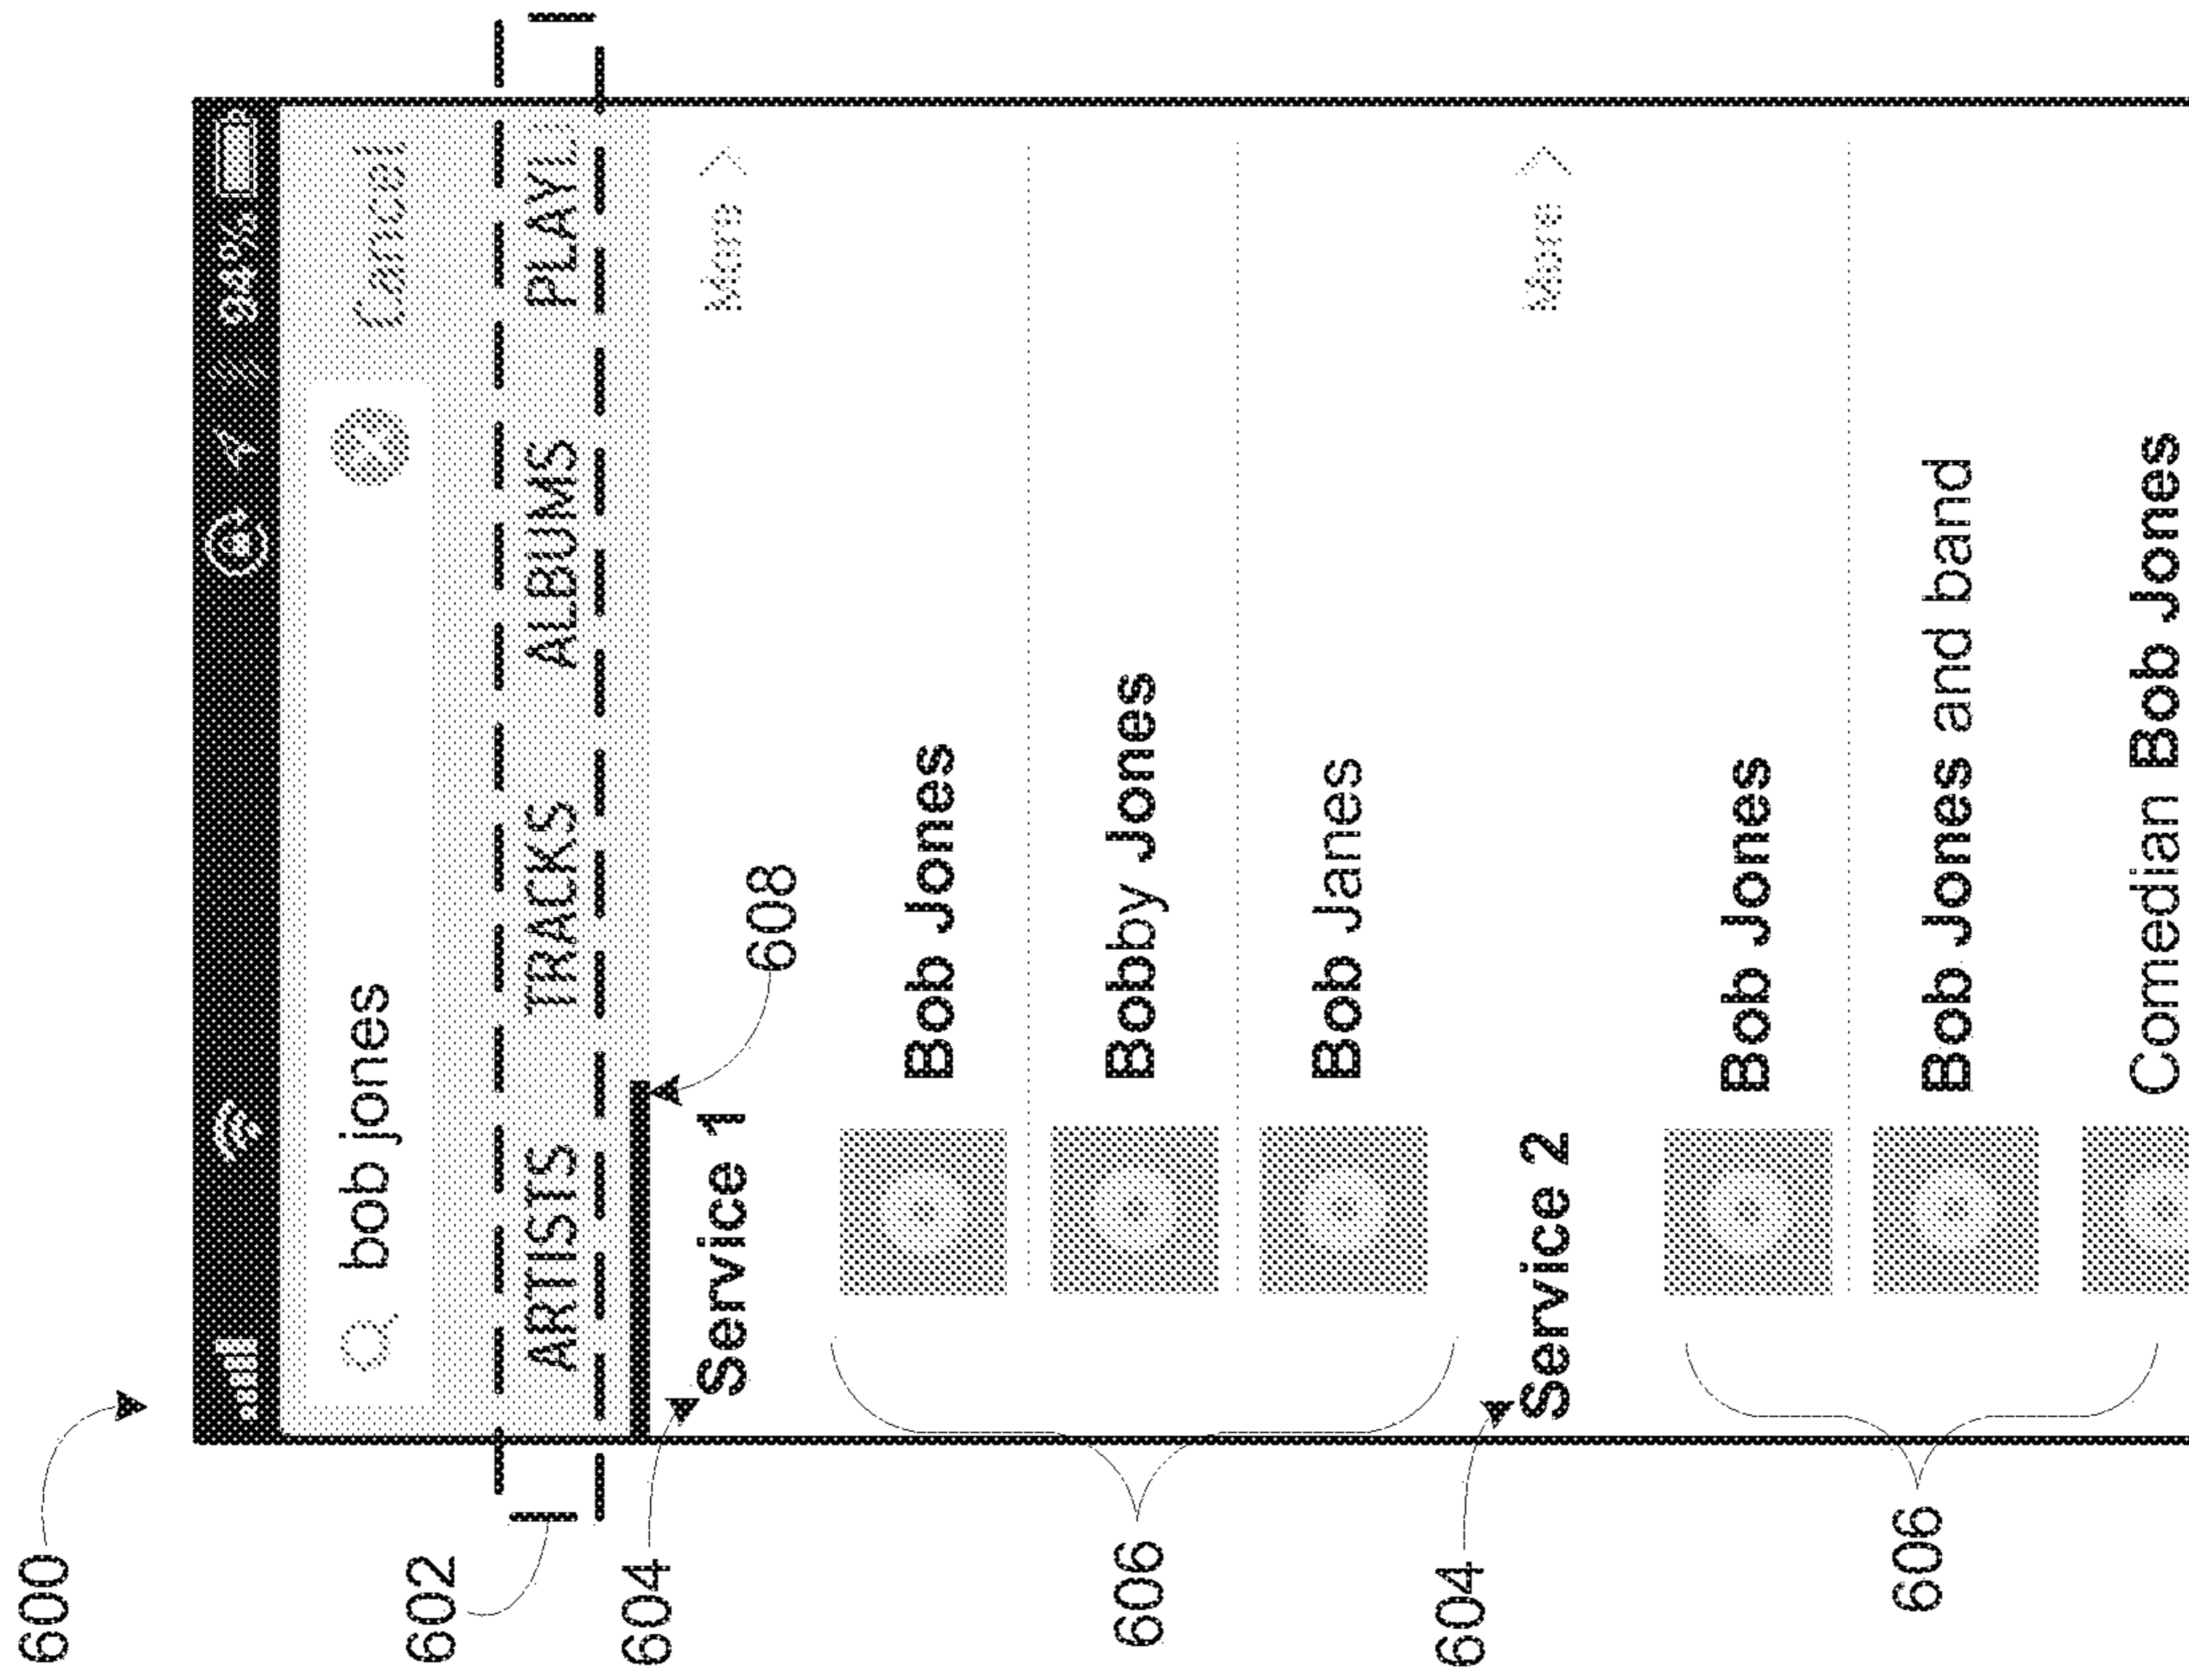 600
94%
bob jones Cancel
602
ARTISTS TRACKS ALBUMS PLAYL
604
Service 1 More
608
606
Bob Jones
Bobby Jones
Bob Janes
604
Service 2 More
606
Bob Jones
Bob Jones and band
Comedian Bob Jones